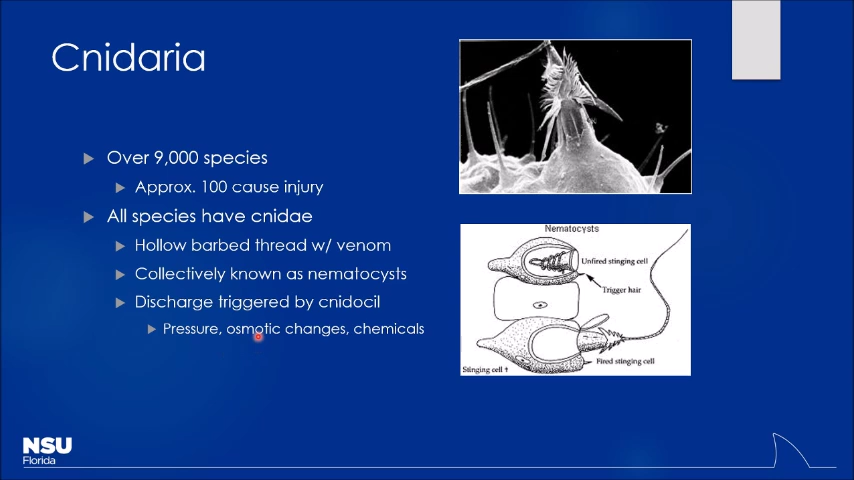 Cnidaria
Over 9,000 species
Approx. 100 cause injury
All species have cnidae
Hollow barbed thread w/ venom
Collectively known as nematocysts
Discharge triggered by cnidocil
Pressure, osmotic changes, chemicals
Nematocysts
Unfired stinging cell
Trigger hair
Fired stinging cell
Stinging cell †
NSU
Florida